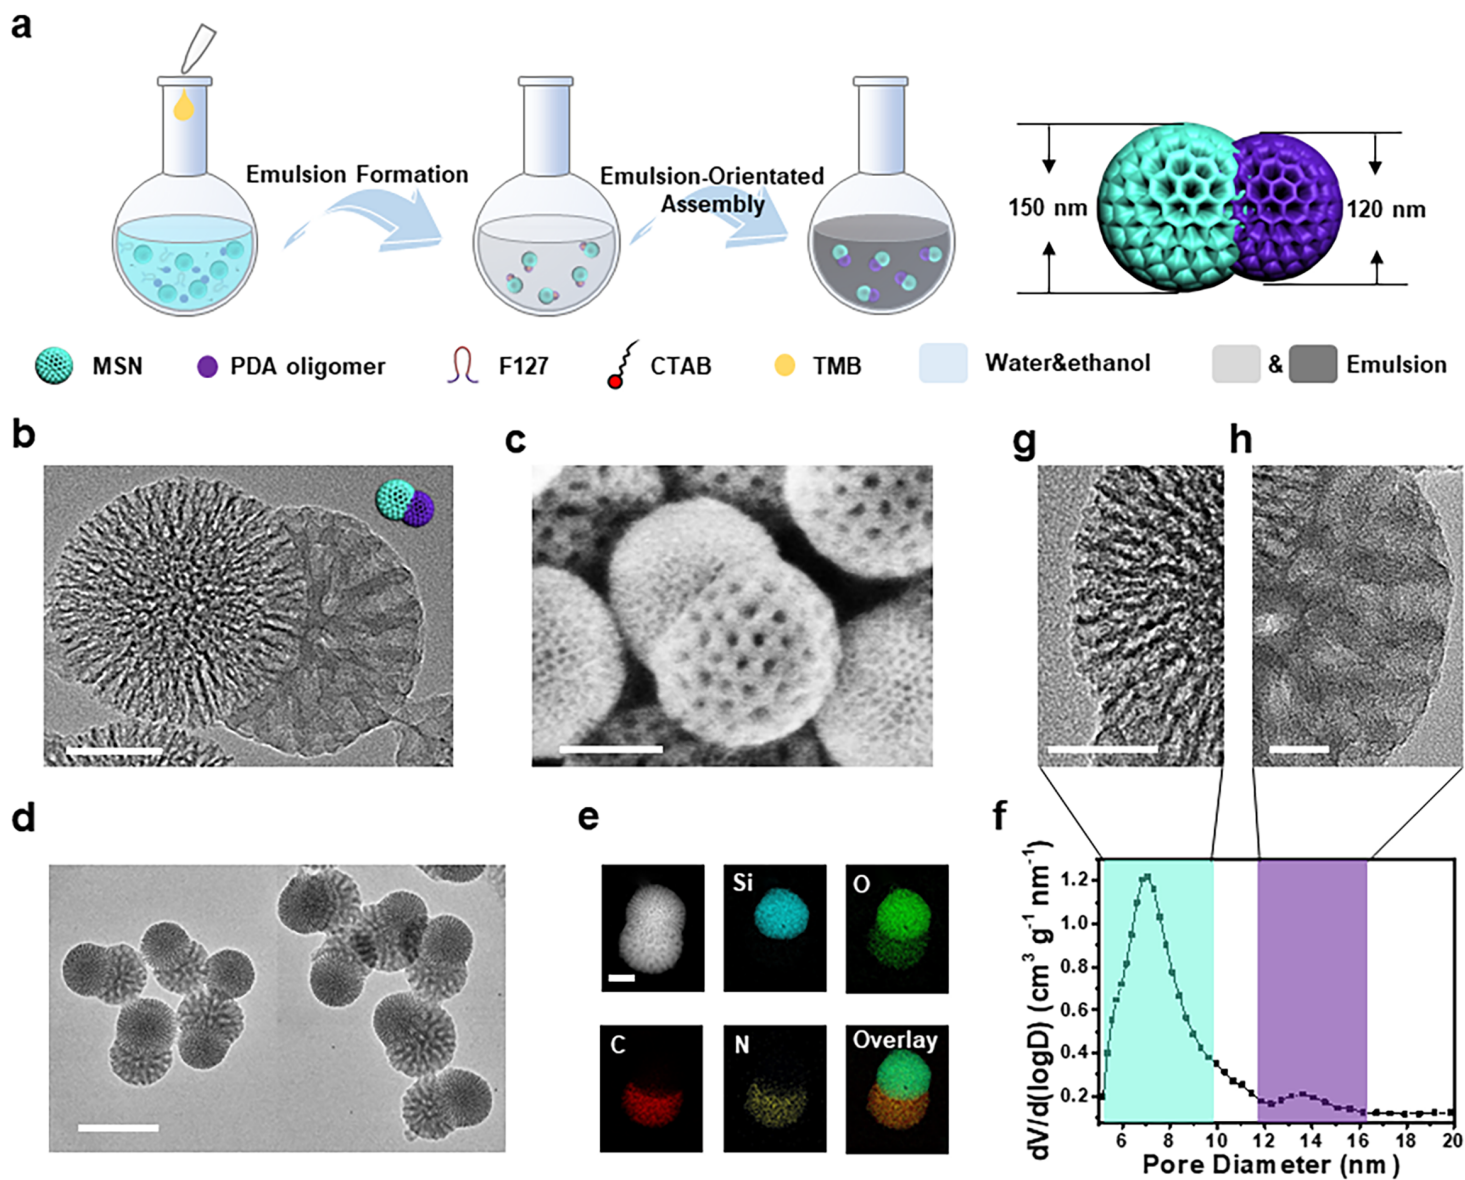 a
Emulsion Formation
Emulsion-Orientated
Assembly
150 nm
120 nm
MSN
PDA oligomer
F127
CTAB
TMB
Water&ethanol
&
Emulsion
b
c
g
h
d
e
Si
O
C
N
Overlay
f
dV/d(logD) (cm³ g⁻¹ nm⁻¹)
1.2
1.0
0.8
0.6
0.4
0.2
6 8 10 12 14 16 18 20
Pore Diameter (nm)